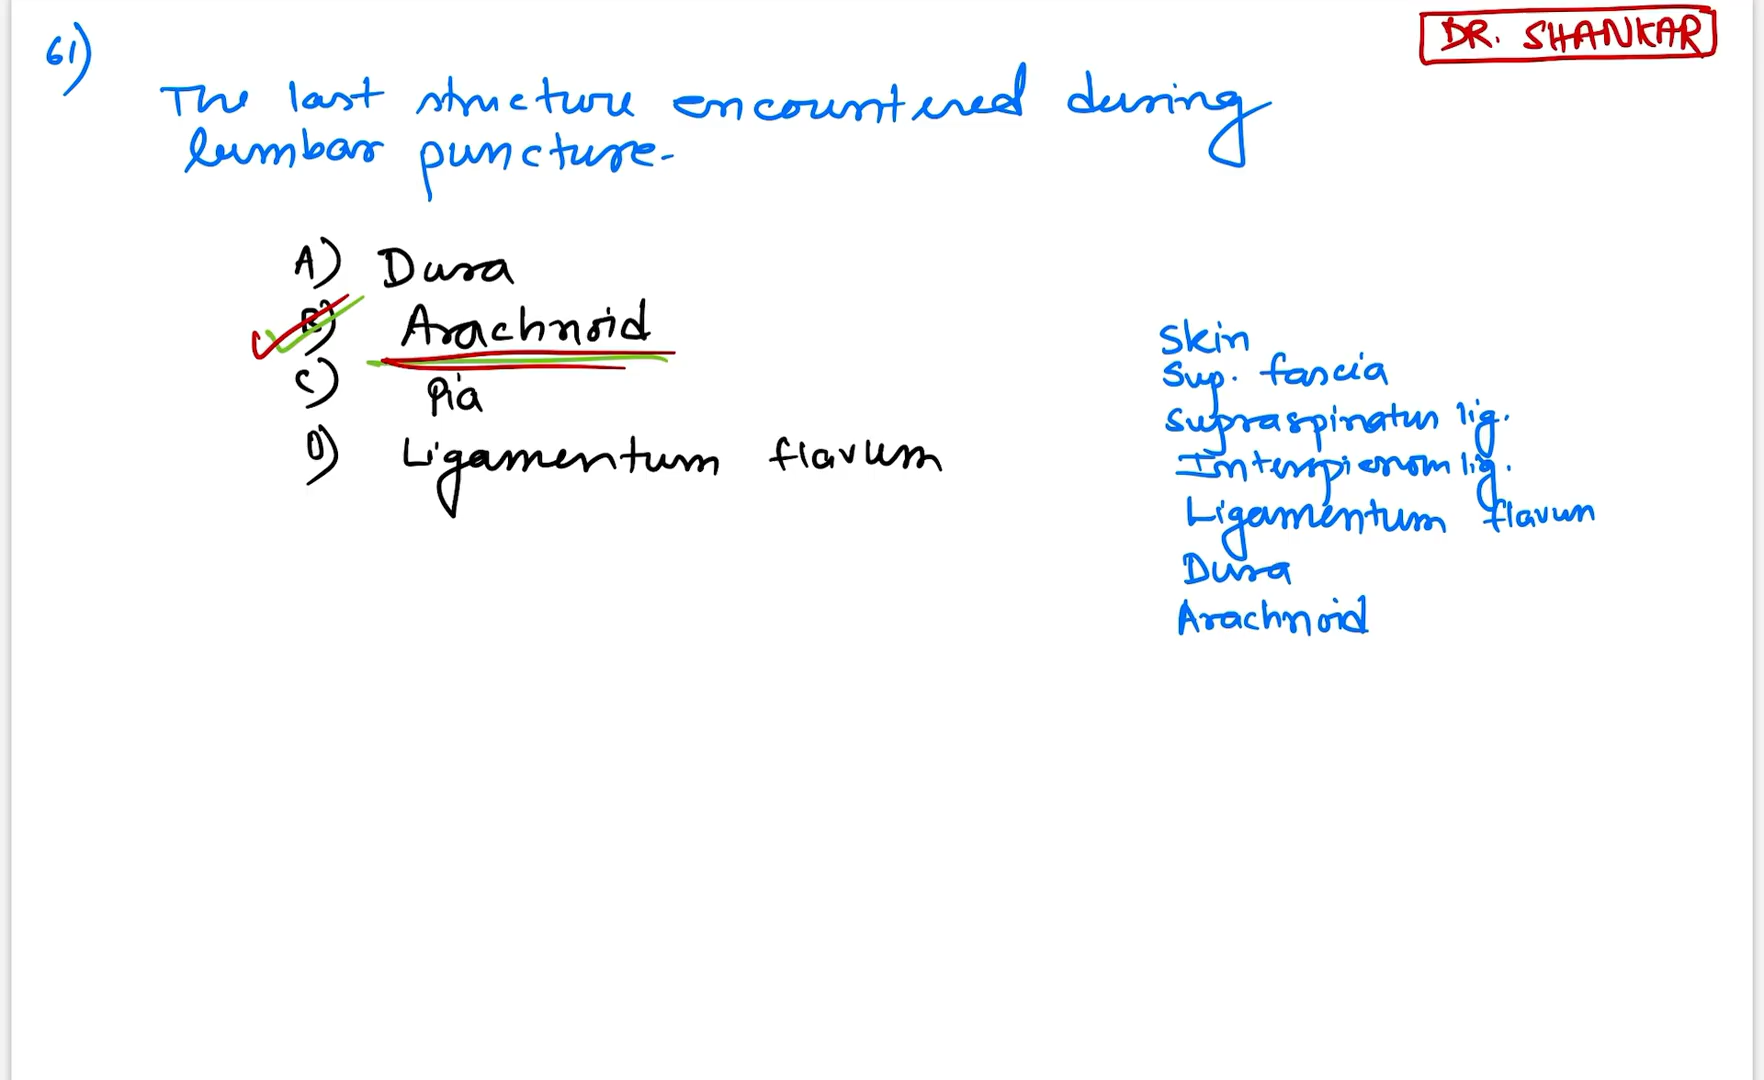 61)
DR. SHANKAR
The last structure encountered during
lumbar puncture-
A) Dura
B) Arachnoid
C) Pia
D) Ligamentum flavum
Skin
Sup. fascia
Supraspinatus lig.
lig.
Ligamentum flavum
Dura
Arachnoid